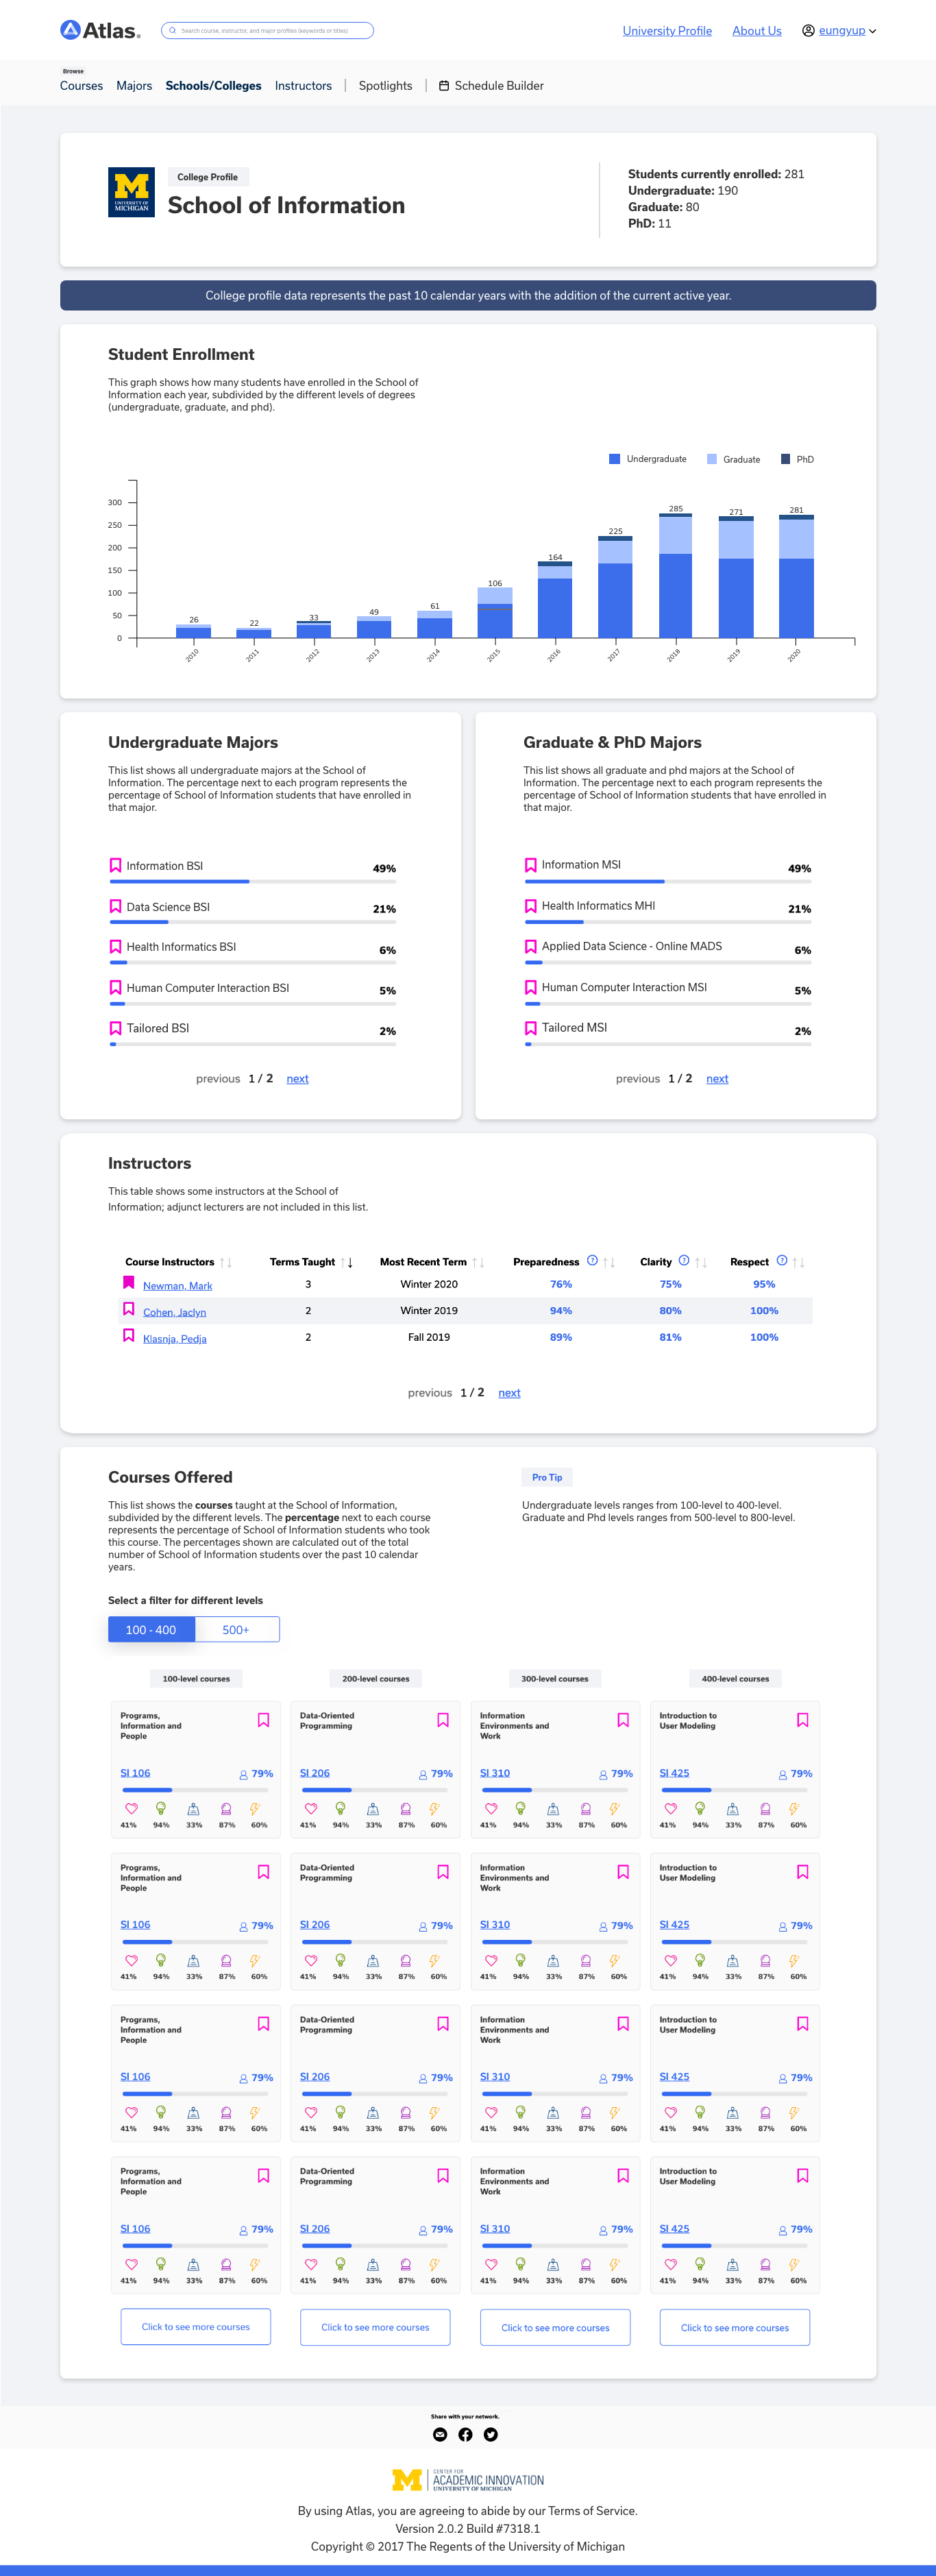 Atlas.
Search course, instructor, and major profiles (keywords or titles)
University Profile
About Us
eungyup
Browse
Courses
Majors
Schools/Colleges
Instructors
Spotlights
Schedule Builder
M
UNIVERSITY OF
MICHIGAN
College Profile
School of Information
Students currently enrolled: 281
Undergraduate: 190
Graduate: 80
PhD: 11
College profile data represents the past 10 calendar years with the addition of the current active year.
Student Enrollment
This graph shows how many students have enrolled in the School of
Information each year, subdivided by the different levels of degrees
(undergraduate, graduate, and phd).
Undergraduate
Graduate
PhD
300
250
200
150
100
50
0
26
22
33
49
61
106
164
225
285
271
281
2010
2011
2012
2013
2014
2015
2016
2017
2018
2019
2020
Undergraduate Majors
This list shows all undergraduate majors at the School of
Information. The percentage next to each program represents the
percentage of School of Information students that have enrolled in
that major.
Information BSI 49%
Data Science BSI 21%
Health Informatics BSI 6%
Human Computer Interaction BSI 5%
Tailored BSI 2%
previous 1 / 2 next
Graduate & PhD Majors
This list shows all graduate and phd majors at the School of
Information. The percentage next to each program represents the
percentage of School of Information students that have enrolled in
that major.
Information MSI 49%
Health Informatics MHI 21%
Applied Data Science - Online MADS 6%
Human Computer Interaction MSI 5%
Tailored MSI 2%
previous 1 / 2 next
Instructors
This table shows some instructors at the School of
Information; adjunct lecturers are not included in this list.
Course Instructors Terms Taught Most Recent Term Preparedness ? Clarity ? Respect ?
Newman, Mark 3 Winter 2020 76% 75% 95%
Cohen, Jaclyn 2 Winter 2019 94% 80% 100%
Klasnja, Pedja 2 Fall 2019 89% 81% 100%
previous 1 / 2 next
Courses Offered
This list shows the courses taught at the School of Information,
subdivided by the different levels. The percentage next to each course
represents the percentage of School of Information students who took
this course. The percentages shown are calculated out of the total
number of School of Information students over the past 10 calendar
years.
Pro Tip
Undergraduate levels ranges from 100-level to 400-level.
Graduate and Phd levels ranges from 500-level to 800-level.
Select a filter for different levels
100 - 400
500+
100-level courses
200-level courses
300-level courses
400-level courses
Programs,
Information and
People
SI 106 79%
41% 94% 33% 87% 60%
Data-Oriented
Programming
SI 206 79%
41% 94% 33% 87% 60%
Information
Environments and
Work
SI 310 79%
41% 94% 33% 87% 60%
Introduction to
User Modeling
SI 425 79%
41% 94% 33% 87% 60%
Programs,
Information and
People
SI 106 79%
41% 94% 33% 87% 60%
Data-Oriented
Programming
SI 206 79%
41% 94% 33% 87% 60%
Information
Environments and
Work
SI 310 79%
41% 94% 33% 87% 60%
Introduction to
User Modeling
SI 425 79%
41% 94% 33% 87% 60%
Programs,
Information and
People
SI 106 79%
41% 94% 33% 87% 60%
Data-Oriented
Programming
SI 206 79%
41% 94% 33% 87% 60%
Information
Environments and
Work
SI 310 79%
41% 94% 33% 87% 60%
Introduction to
User Modeling
SI 425 79%
41% 94% 33% 87% 60%
Programs,
Information and
People
SI 106 79%
41% 94% 33% 87% 60%
Data-Oriented
Programming
SI 206 79%
41% 94% 33% 87% 60%
Information
Environments and
Work
SI 310 79%
41% 94% 33% 87% 60%
Introduction to
User Modeling
SI 425 79%
41% 94% 33% 87% 60%
Click to see more courses
Click to see more courses
Click to see more courses
Click to see more courses
Share with your network.
M
CENTER FOR
ACADEMIC INNOVATION
UNIVERSITY OF MICHIGAN
By using Atlas, you are agreeing to abide by our Terms of Service.
Version 2.0.2 Build #7318.1
Copyright © 2017 The Regents of the University of Michigan